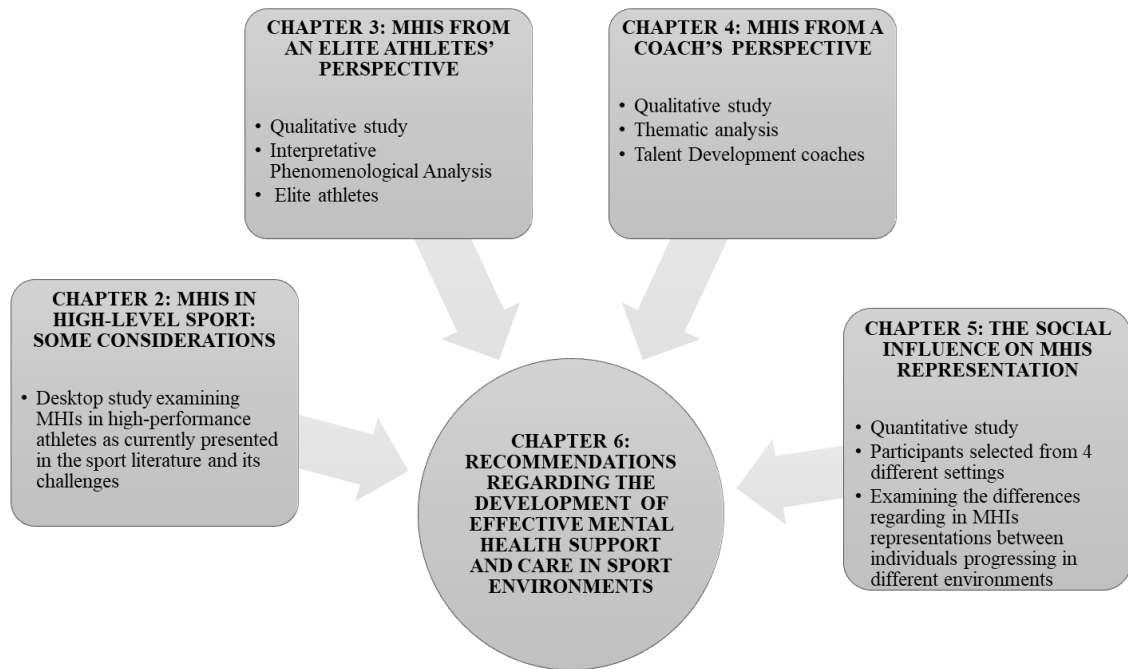 CHAPTER 3: MHIS FROM
AN ELITE ATHLETES'
PERSPECTIVE
• Qualitative study
• Interpretative
Phenomenological Analysis
• Elite athletes
CHAPTER 4: MHIS FROM A
COACH'S PERSPECTIVE
• Qualitative study
• Thematic analysis
• Talent Development coaches
CHAPTER 2: MHIS IN
HIGH-LEVEL SPORT:
SOME CONSIDERATIONS
• Desktop study examining
MHIs in high-performance
athletes as currently presented
in the sport literature and its
challenges
CHAPTER 5: THE SOCIAL
INFLUENCE ON MHIS
REPRESENTATION
• Quantitative study
• Participants selected from 4
different settings
• Examining the differences
regarding in MHIs
representations between
individuals progressing in
different environments
CHAPTER 6:
RECOMMENDATIONS
REGARDING THE
DEVELOPMENT OF
EFFECTIVE MENTAL
HEALTH SUPPORT
AND CARE IN SPORT
ENVIRONMENTS